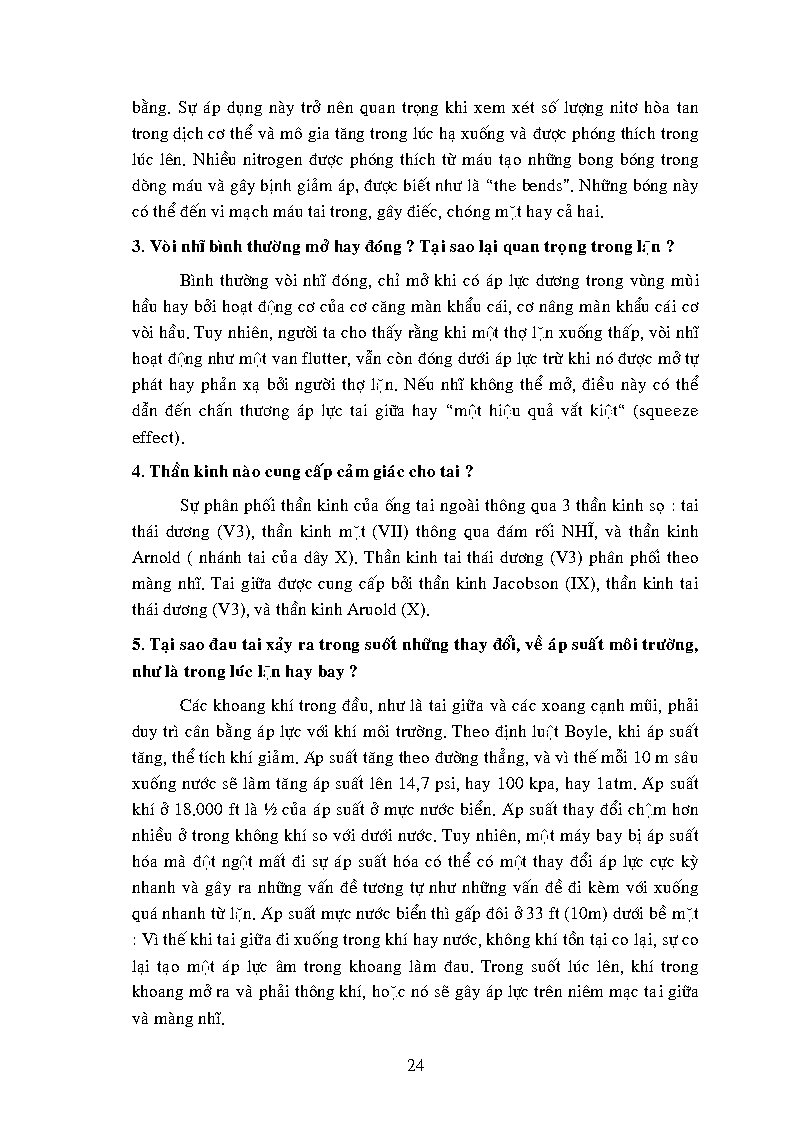 bằng. Sự áp dụng này trở nên quan trọng khi xem xét số lượng nitơ hòa tan
trong dịch cơ thể và mô gia tăng trong lúc hạ xuống và được phóng thích trong
lúc lên. Nhiều nitrogen được phóng thích từ máu tạo những bong bóng trong
dòng máu và gây bịnh giảm áp, được biết như là “the bends”. Những bóng này
có thể đến vi mạch máu tai trong, gây điếc, chóng mặt hay cả hai.
3. Vòi nhĩ bình thường mở hay đóng ? Tại sao lại quan trọng trong lặn ?
Bình thường vòi nhĩ đóng, chỉ mở khi có áp lực dương trong vùng mũi
hầu hay bởi hoạt động cơ của cơ căng màn khẩu cái, cơ nâng màn khẩu cái cơ
vòi hầu. Tuy nhiên, người ta cho thấy rằng khi một thợ lặn xuống thấp, vòi nhĩ
hoạt động như một van flutter, vẫn còn đóng dưới áp lực trừ khi nó được mở tự
phát hay phản xạ bởi người thợ lặn. Nếu nhĩ không thể mở, điều này có thể
dẫn đến chấn thương áp lực tai giữa hay “một hiệu quả vắt kiệt“ (squeeze
effect).
4. Thần kinh nào cung cấp cảm giác cho tai ?
Sự phân phối thần kinh của ống tai ngoài thông qua 3 thần kinh sọ : tai
thái dương (V3), thần kinh mặt (VII) thông qua đám rối NHĨ, và thần kinh
Arnold ( nhánh tai của dây X). Thần kinh tai thái dương (V3) phân phối theo
màng nhĩ. Tai giữa được cung cấp bởi thần kinh Jacobson (IX), thần kinh tai
thái dương (V3), và thần kinh Aruold (X).
5. Tại sao đau tai xảy ra trong suốt những thay đổi, về áp suất môi trường,
như là trong lúc lặn hay bay ?
Các khoang khí trong đầu, như là tai giữa và các xoang cạnh mũi, phải
duy trì cân bằng áp lực với khí môi trường. Theo định luật Boyle, khi áp suất
tăng, thể tích khí giảm. Áp suất tăng theo đường thẳng, và vì thế mỗi 10 m sâu
xuống nước sẽ làm tăng áp suất lên 14,7 psi, hay 100 kpa, hay 1atm. Áp suất
khí ở 18.000 ft là ½ của áp suất ở mực nước biển. Áp suất thay đổi chậm hơn
nhiều ở trong không khí so với dưới nước. Tuy nhiên, một máy bay bị áp suất
hóa mà đột ngột mất đi sự áp suất hóa có thể có một thay đổi áp lực cực kỳ
nhanh và gây ra những vấn đề tương tự như những vấn đề đi kèm với xuống
quá nhanh từ lặn. Áp suất mực nước biển thì gấp đôi ở 33 ft (10m) dưới bề mặt
: Vì thế khi tai giữa đi xuống trong khí hay nước, không khí tồn tại co lại, sự co
lại tạo một áp lực âm trong khoang làm đau. Trong suốt lúc lên, khí trong
khoang mở ra và phải thông khí, hoặc nó sẽ gây áp lực trên niêm mạc tai giữa
và màng nhĩ.
24